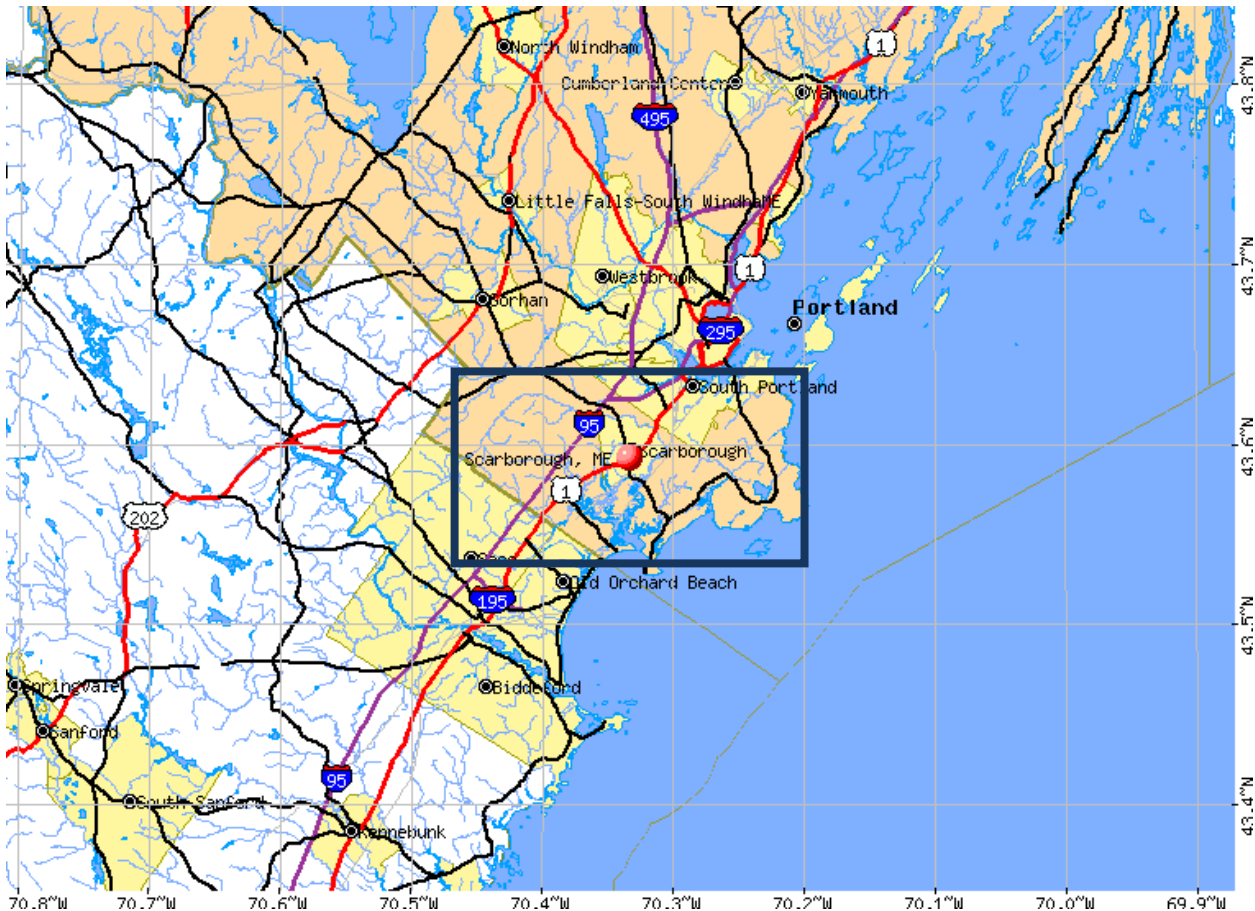 North Windham
1
Cumberland Center
Yarmouth
495
Little Falls-South Windham
ME
1
Westbrook
Gorhan
Portland
295
South Portland
95
Scarborough
Scarborough, ME
1
202
Saco
Old Orchard Beach
195
Biddeford
Springvale
Sanford
95
South Sanford
Kennebunk
43.8°N
43.7°N
43.6°N
43.5°N
43.4°N
70.8°W 70.7°W 70.6°W 70.5°W 70.4°W 70.3°W 70.2°W 70.1°W 70.0°W 69.9°W